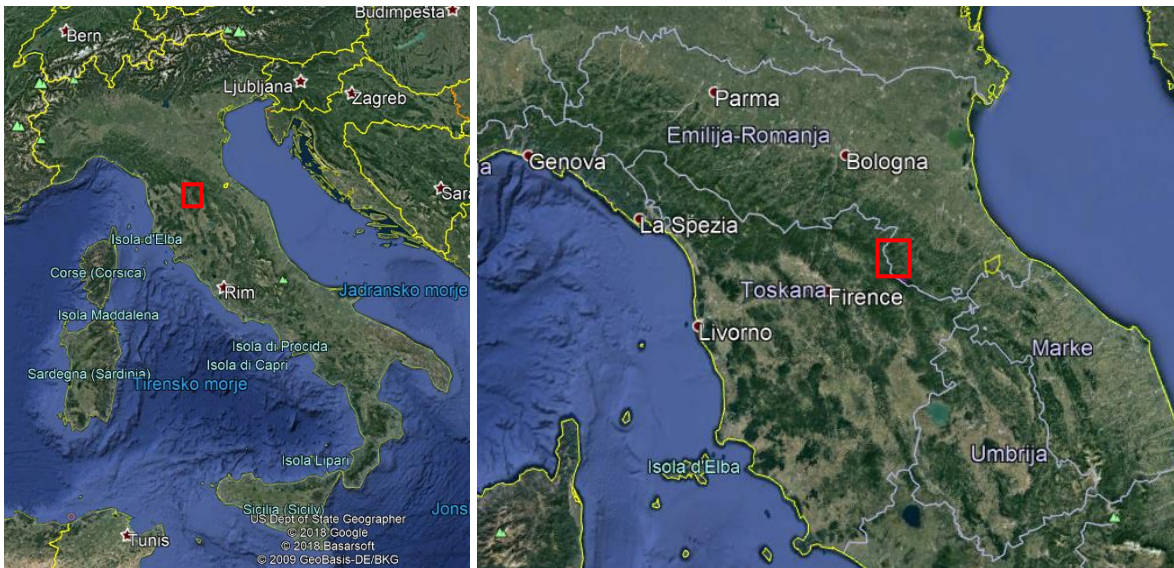 Budimpešta
Bern
Ljubljana
Zagreb
Sara
Isola d'Elba
Corse (Corsica)
Rim
Jadransko morje
Isola Maddalena
Isola di Procida
Isola di Capri
Sardegna (Sardinia)
Tirensko morje
Isola Lipari
Sicilia (Sicily)
Jons
US Dept of State Geographer
© 2018 Google
© 2018 Basarsoft
© 2009 GeoBasis-DE/BKG
Tunis
Parma
Emilija-Romanja
Genova
Bologna
ja
La Spezia
Toskana
Firence
Livorno
Marke
Umbrija
Isola d'Elba